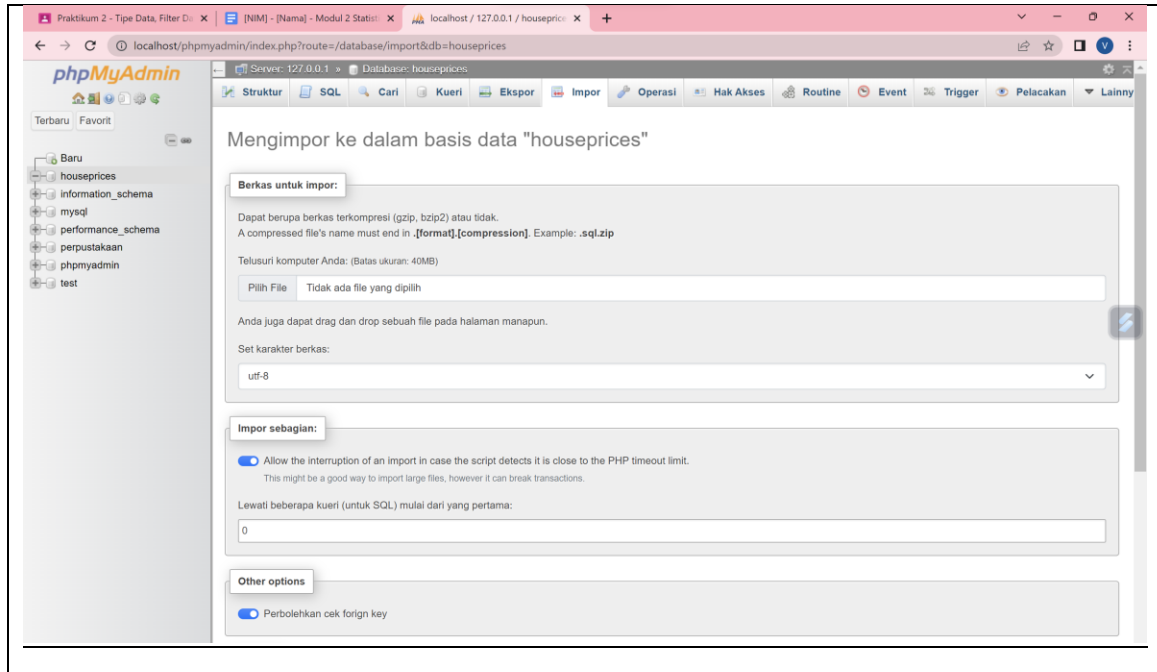 Praktikum 2 - Tipe Data, Filter Da
[NIM] - [Nama] - Modul 2 Statisti
localhost / 127.0.0.1 / houseprice
localhost/phpmyadmin/index.php?route=/database/import&db=houseprices
V
phpMyAdmin
Terbaru Favorit
Baru
houseprices
information_schema
mysql
performance_schema
perpustakaan
phpmyadmin
test
Server: 127.0.0.1 » Database: houseprices
Struktur SQL Cari Kueri Ekspor Impor Operasi Hak Akses Routine Event Trigger Pelacakan Lainny
Mengimpor ke dalam basis data "houseprices"
Berkas untuk impor:
Dapat berupa berkas terkompresi (gzip, bzip2) atau tidak.
A compressed file's name must end in .[format].[compression]. Example: .sql.zip
Telusuri komputer Anda: (Batas ukuran: 40MB)
Pilih File Tidak ada file yang dipilih
Anda juga dapat drag dan drop sebuah file pada halaman manapun.
Set karakter berkas:
utf-8
Impor sebagian:
Allow the interruption of an import in case the script detects it is close to the PHP timeout limit.
This might be a good way to import large files, however it can break transactions.
Lewati beberapa kueri (untuk SQL) mulai dari yang pertama:
0
Other options
Perbolehkan cek forign key